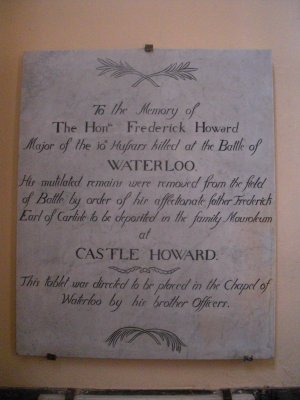 To the Memory of
The Honble Frederick Howard
Major of the 10th Hussars killed at the Battle of
WATERLOO.
His mutilated remains were removed from the field
of Battle by order of his affectionate father Frederick
Earl of Carlisle to be deposited in the family Mausoleum
at
CASTLE HOWARD.
This tablet was directed to be placed in the Chapel of
Waterloo by his brother Officers.